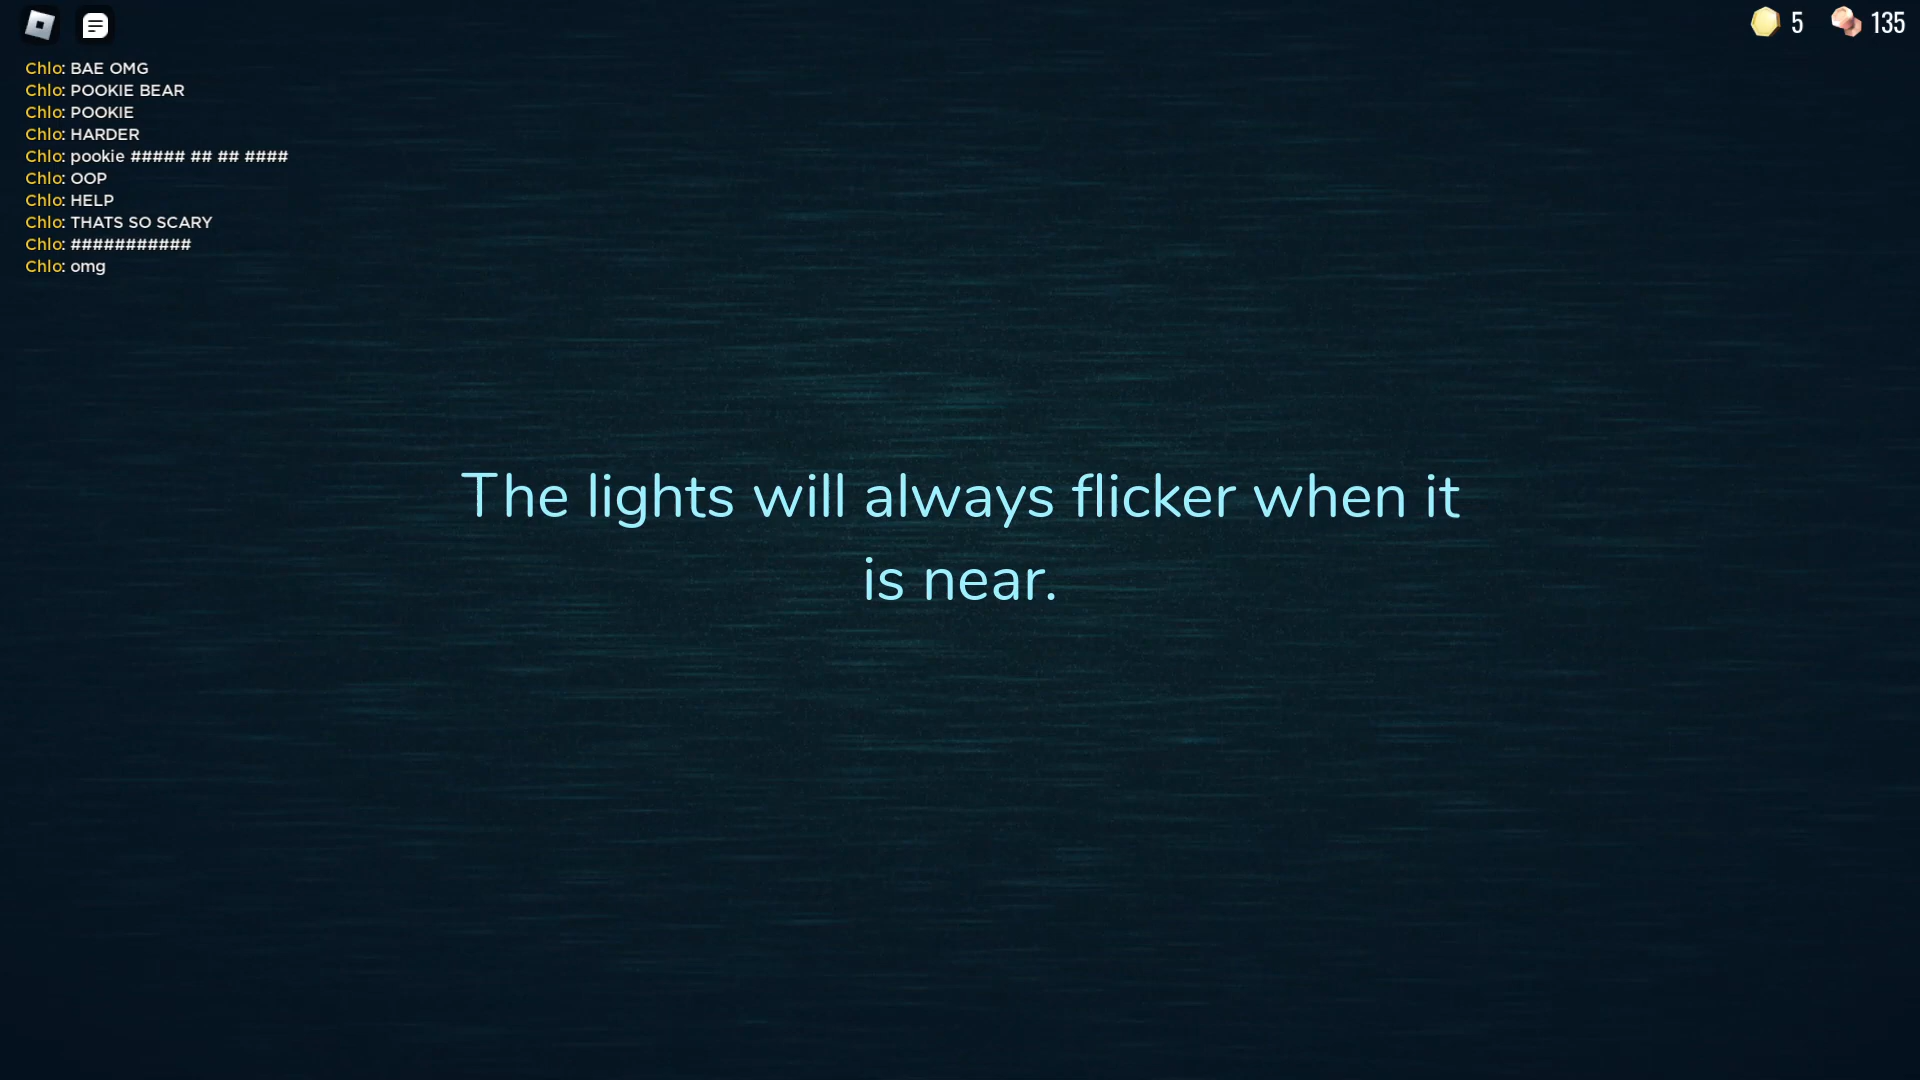 5 135
Chlo: BAE OMG
Chlo: POOKIE BEAR
Chlo: POOKIE
Chlo: HARDER
Chlo: pookie ##### ## ## ####
Chlo: OOP
Chlo: HELP
Chlo: THATS SO SCARY
Chlo: ###########
Chlo: omg
The lights will always flicker when it
is near.